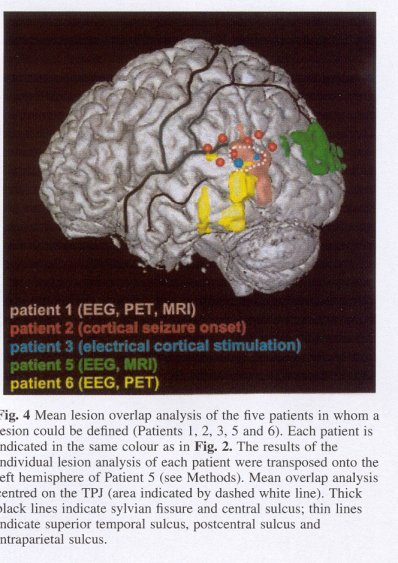 patient 1 (EEG, PET, MRI)
patient 2 (cortical seizure onset)
patient 3 (electrical cortical stimulation)
patient 5 (EEG, MRI)
patient 6 (EEG, PET)
Fig. 4 Mean lesion overlap analysis of the five patients in whom a
lesion could be defined (Patients 1, 2, 3, 5 and 6). Each patient is
indicated in the same colour as in Fig. 2. The results of the
individual lesion analysis of each patient were transposed onto the
left hemisphere of Patient 5 (see Methods). Mean overlap analysis
centred on the TPJ (area indicated by dashed white line). Thick
black lines indicate sylvian fissure and central sulcus; thin lines
indicate superior temporal sulcus, postcentral sulcus and
intraparietal sulcus.